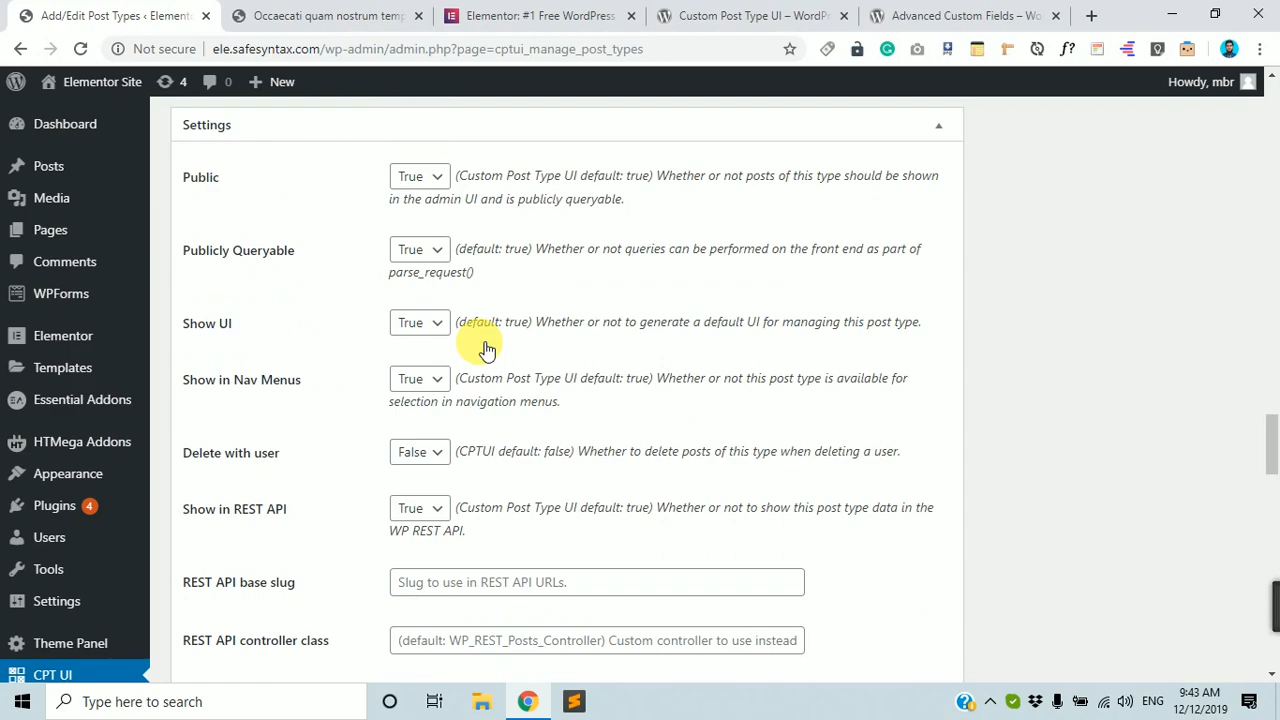 Add/Edit Post Types ‹ Elemento
Occaecati quam nostrum temp
Elementor: #1 Free WordPress
Custom Post Type UI – WordPr
Advanced Custom Fields – Wo
Not secure
ele.safesyntax.com/wp-admin/admin.php?page=cptui_manage_post_types
Elementor Site
4
0
New
Howdy, mbr
Dashboard
Posts
Media
Pages
Comments
WPForms
Elementor
Templates
Essential Addons
HTMega Addons
Appearance
Plugins 4
Users
Tools
Settings
Theme Panel
CPT UI
Settings
Public
True
(Custom Post Type UI default: true) Whether or not posts of this type should be shown
in the admin UI and is publicly queryable.
Publicly Queryable
True
(default: true) Whether or not queries can be performed on the front end as part of
parse_request()
Show UI
True
(default: true) Whether or not to generate a default UI for managing this post type.
Show in Nav Menus
True
(Custom Post Type UI default: true) Whether or not this post type is available for
selection in navigation menus.
Delete with user
False
(CPTUI default: false) Whether to delete posts of this type when deleting a user.
Show in REST API
True
(Custom Post Type UI default: true) Whether or not to show this post type data in the
WP REST API.
REST API base slug
Slug to use in REST API URLs.
REST API controller class
(default: WP_REST_Posts_Controller) Custom controller to use instead
Type here to search
ENG
9:43 AM
12/12/2019